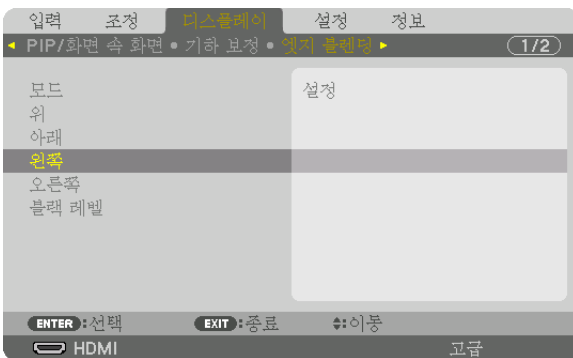 입력 조정 디스플레이 설정 정보
PIP/화면 속 화면 • 기하 보정 • 엣지 블렌딩 1/2
모드 설정
위
아래
왼쪽
오른쪽
블랙 레벨
ENTER :선택 EXIT :종료 :이동
HDMI 고급